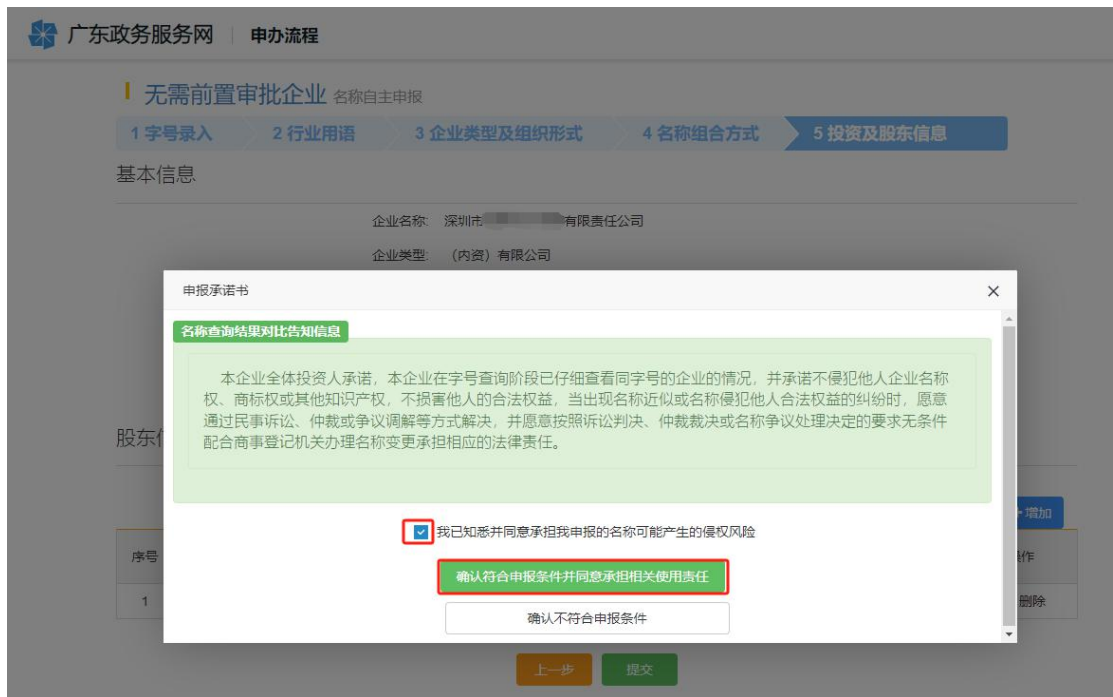 广东政务服务网 申办流程
无需前置审批企业 名称自主申报
1 字号录入 2 行业用语 3 企业类型及组织形式 4 名称组合方式 5 投资及股东信息
基本信息
企业名称: 深圳市 有限责任公司
企业类型: (内资)有限公司
申报承诺书
名称查询结果对比告知信息
本企业全体投资人承诺，本企业在字号查询阶段已仔细查看同字号的企业的情况，并承诺不侵犯他人企业名称
权、商标权或其他知识产权，不损害他人的合法权益，当出现名称近似或名称侵犯他人合法权益的纠纷时，愿意
通过民事诉讼、仲裁或争议调解等方式解决，并愿意按照诉讼判决、仲裁裁决或名称争议处理决定的要求无条件
配合商事登记机关办理名称变更承担相应的法律责任。
股东
增加
我已知悉并同意承担我申报的名称可能产生的侵权风险
序号 作
确认符合申报条件并同意承担相关使用责任
1 删除
确认不符合申报条件
上一步 提交